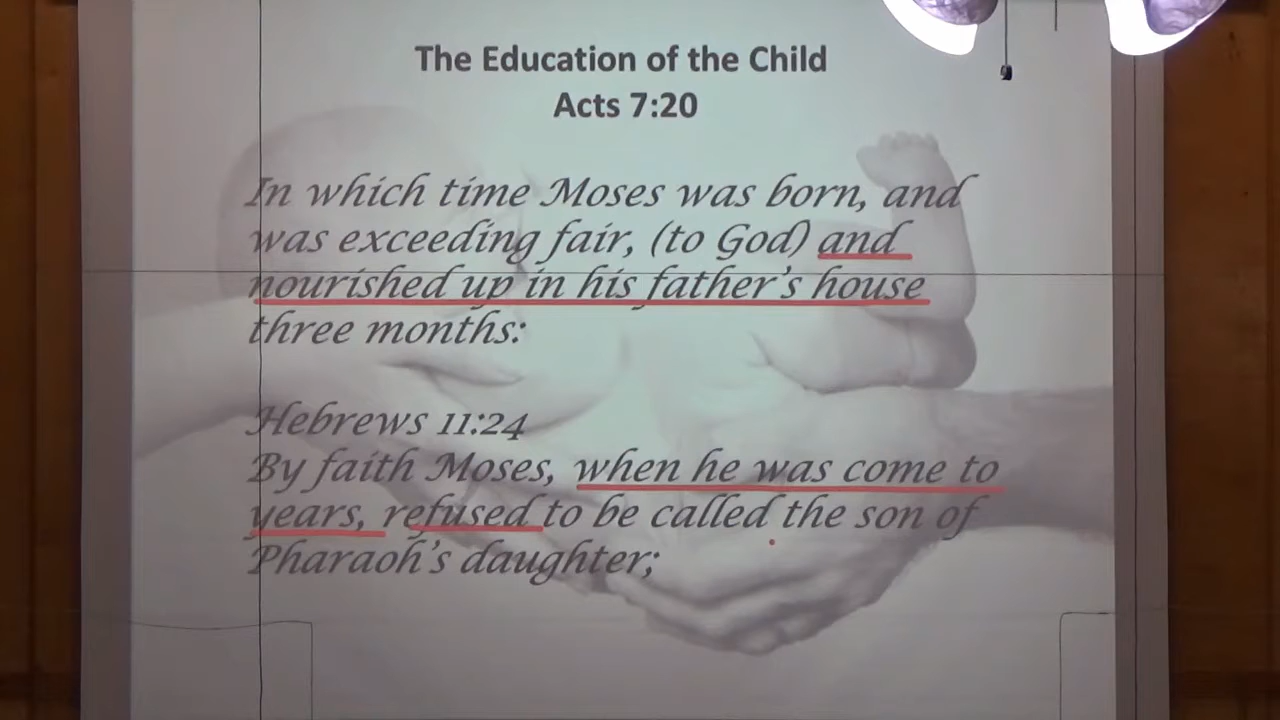 The Education of the Child
Acts 7:20
In which time Moses was born, and
was exceeding fair, (to God) and
nourished up in his father's house
three months:
Hebrews 11:24
By faith Moses, when he was come to
years, refused to be called the son of
Pharaoh's daughter;